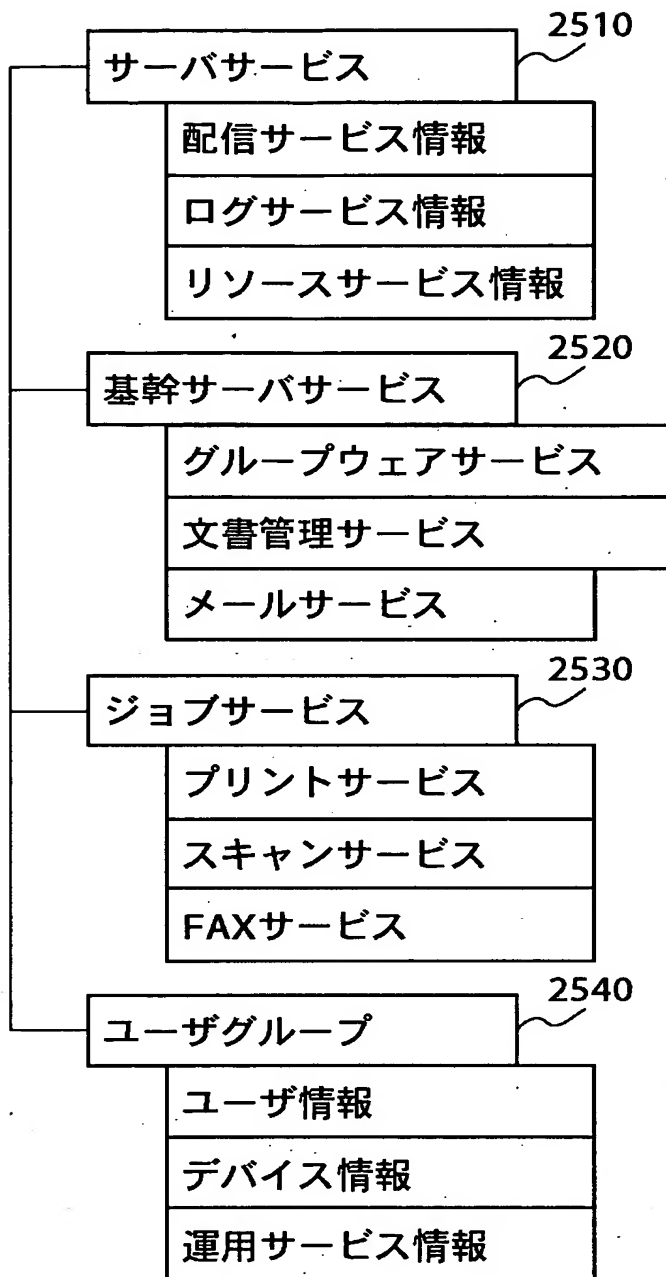 2510
サーバサービス
配信サービス情報
ログサービス情報
リソースサービス情報
2520
基幹サーバサービス
グループウェアサービス
文書管理サービス
メールサービス
2530
ジョブサービス
プリントサービス
スキャンサービス
FAXサービス
2540
ユーザグループ
ユーザ情報
デバイス情報
運用サービス情報